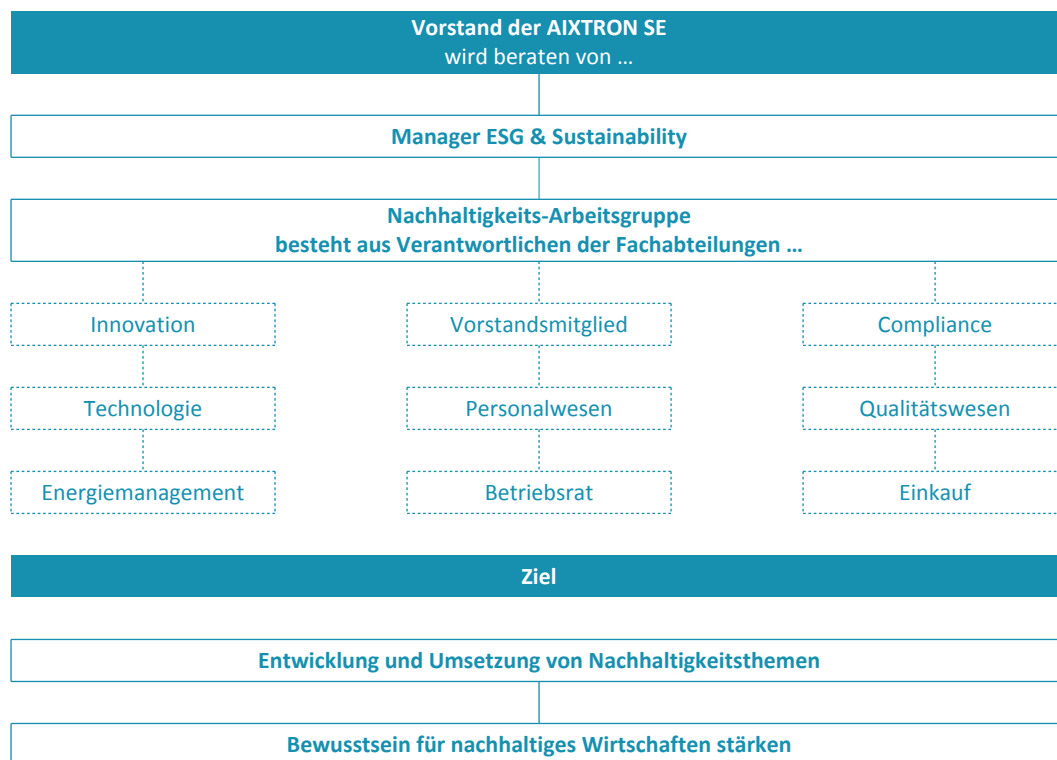 Vorstand der AIXTRON SE
wird beraten von …
Manager ESG & Sustainability
Nachhaltigkeits-Arbeitsgruppe
besteht aus Verantwortlichen der Fachabteilungen …
Innovation
Vorstandsmitglied
Compliance
Technologie
Personalwesen
Qualitätswesen
Energiemanagement
Betriebsrat
Einkauf
Ziel
Entwicklung und Umsetzung von Nachhaltigkeitsthemen
Bewusstsein für nachhaltiges Wirtschaften stärken